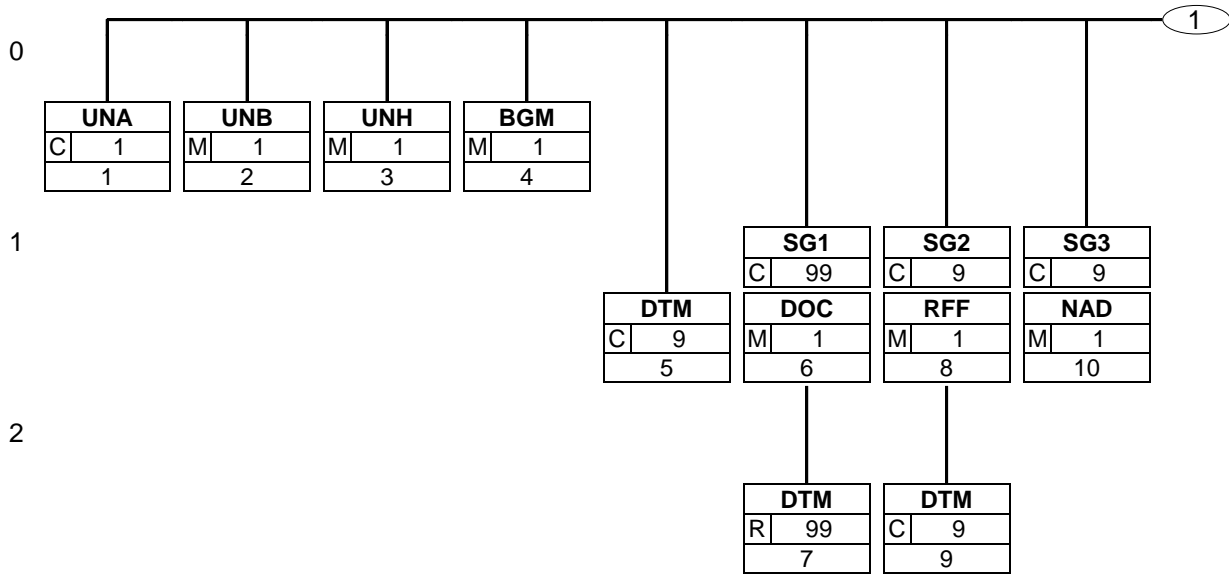 1
0
UNA UNB UNH BGM
C 1 M 1 M 1 M 1
1 2 3 4
1
SG1 SG2 SG3
C 99 C 9 C 9
DTM DOC RFF NAD
C 9 M 1 M 1 M 1
5 6 8 10
2
DTM DTM
R 99 C 9
7 9